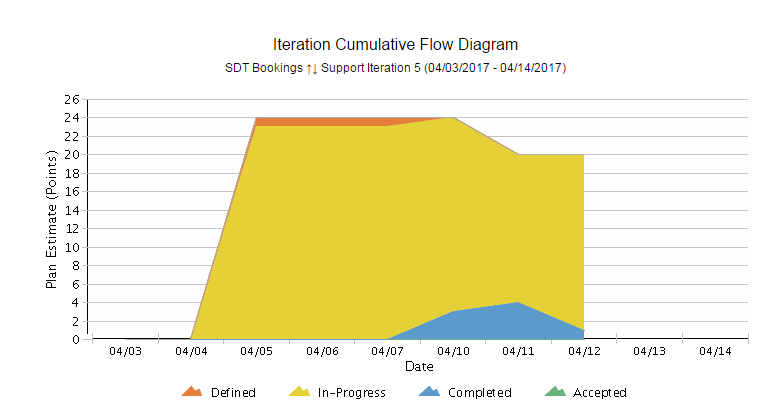 Iteration Cumulative Flow Diagram
SDT Bookings ↑↓ Support Iteration 5 (04/03/2017 - 04/14/2017)
Plan Estimate (Points)
26
24
22
20
18
16
14
12
10
8
6
4
2
0
04/03 04/04 04/05 04/06 04/07 04/10 04/11 04/12 04/13 04/14
Date
Defined In-Progress Completed Accepted